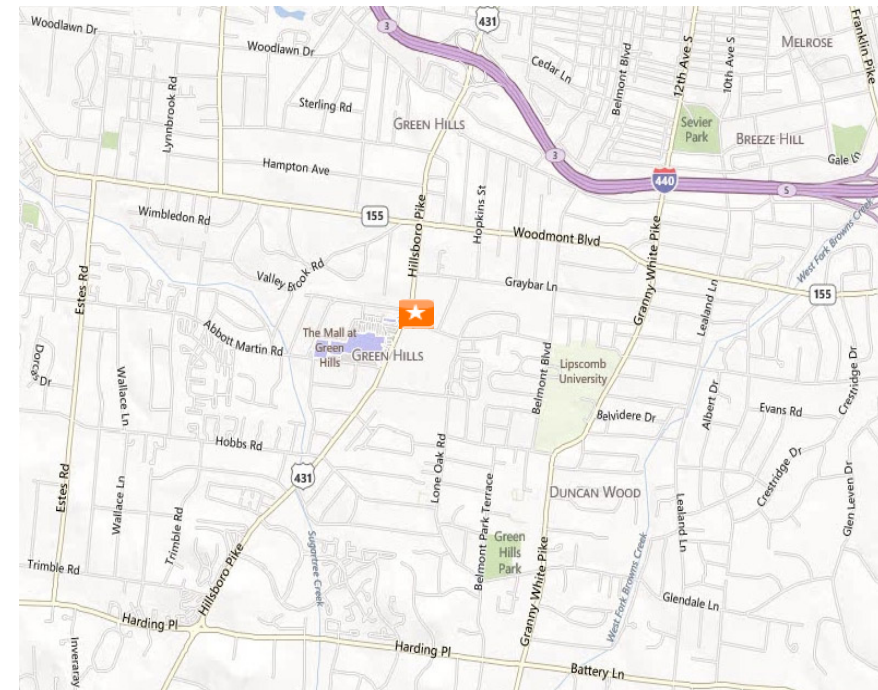 431
Woodlawn Dr
3
Franklin Pike
Woodlawn Dr
12th Ave S
10th Ave S
MELROSE
Cedar Ln
Belmont Blvd
Lynnbrook Rd
Sterling Rd
GREEN HILLS
Sevier
Park
BREEZE HILL
3
Gale Ln
Hampton Ave
440
5
Wimbledon Rd
155
Hopkins St
Woodmont Blvd
Hillsboro Pike
Granny White Pike
West Fork Browns Creek
Valley Brook Rd
Graybar Ln
Estes Rd
Lealand Ln
155
The Mall at
Green
Hills
GREEN HILLS
Abbott Martin Rd
Dorcas Dr
Wallace Ln
Belmont Blvd
Lipscomb
University
Crestridge Dr
Albert Dr
Evans Rd
Belvidere Dr
Hobbs Rd
Lone Oak Rd
431
Crestridge Dr
Estes Rd
Wallace Ln
Trimble Rd
Belmont Park Terrace
DUNCAN WOOD
Lealand Ln
Glen Leven Dr
Sugartree Creek
Green
Hills
Park
Granny White Pike
West Fork Browns Creek
Trimble Rd
Hillsboro Pike
Glendale Ln
Harding Pl
Harding Pl
Inveraray
Battery Ln